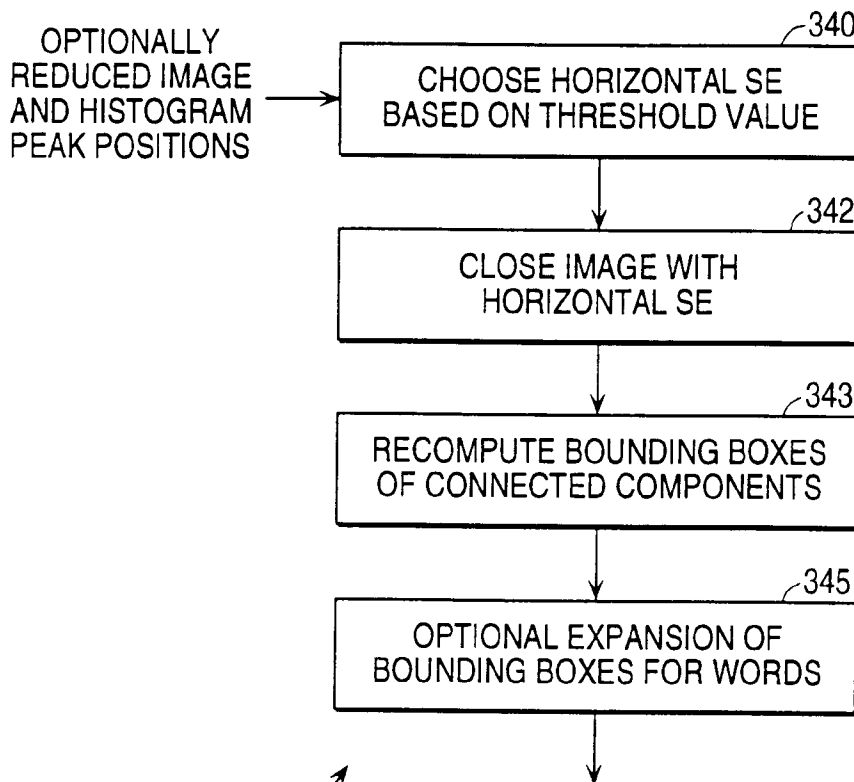 OPTIONALLY
REDUCED IMAGE
AND HISTOGRAM
PEAK POSITIONS
340
CHOOSE HORIZONTAL SE
BASED ON THRESHOLD VALUE
342
CLOSE IMAGE WITH
HORIZONTAL SE
343
RECOMPUTE BOUNDING BOXES
OF CONNECTED COMPONENTS
345
OPTIONAL EXPANSION OF
BOUNDING BOXES FOR WORDS